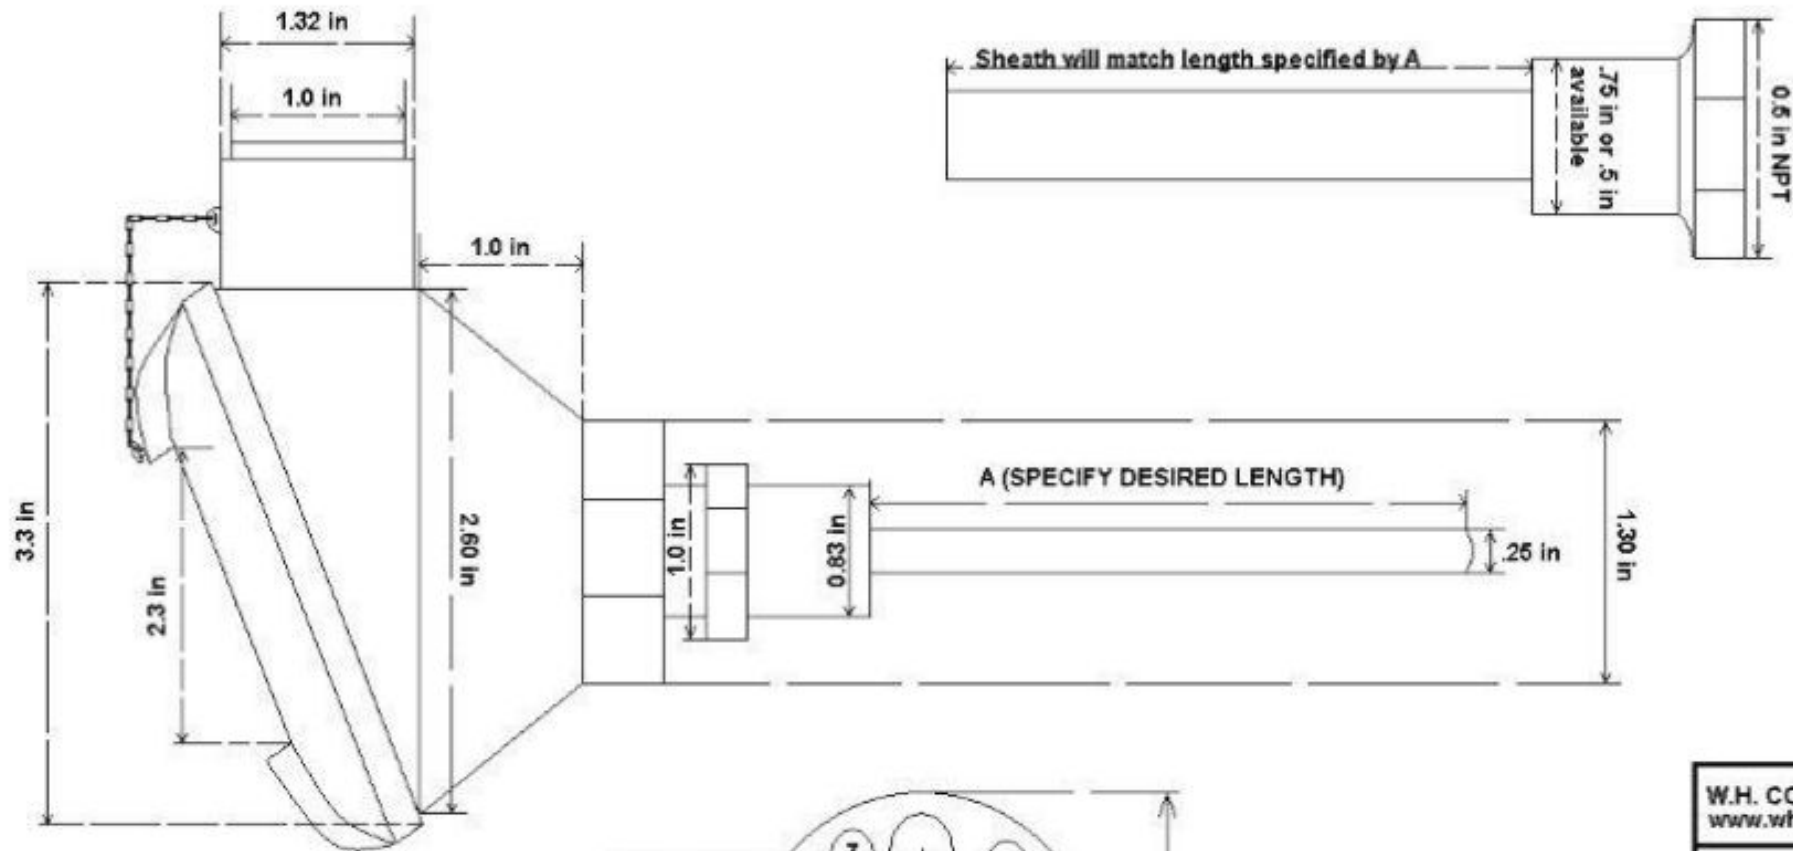 1.32 in
1.0 in
Sheath will match length specified by A
.75 in or .5 in
available
0.5 in NPT
1.0 in
3.3 in
2.3 in
2.60 in
1.0 in
0.83 in
A (SPECIFY DESIRED LENGTH)
.25 in
1.30 in
W.H. CO
www.wh